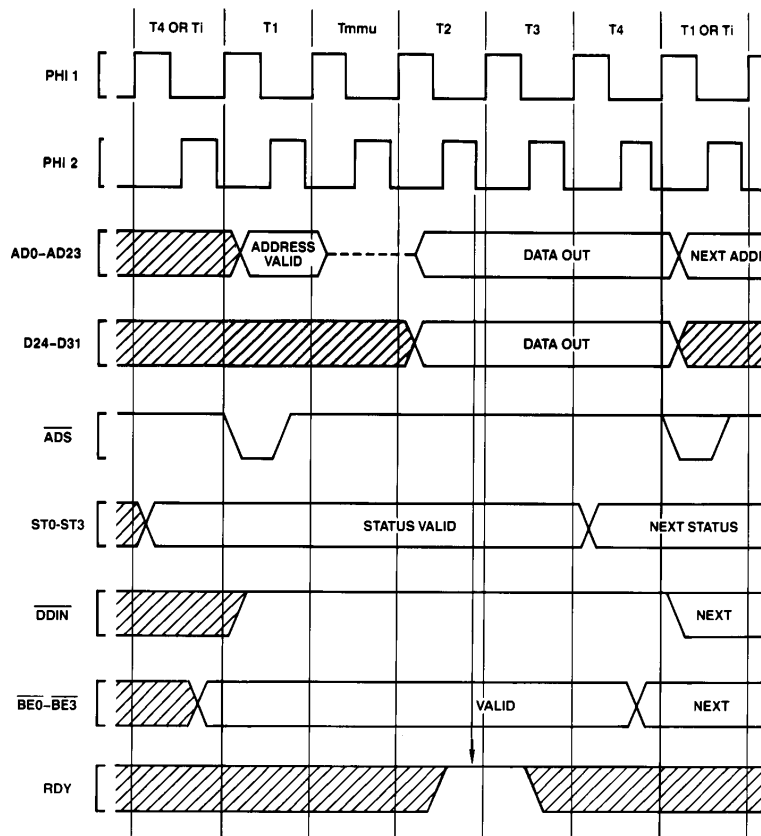 T4 OR Ti T1 Tmmu T2 T3 T4 T1 OR Ti
PHI 1
PHI 2
AD0–AD23 ADDRESS VALID DATA OUT NEXT ADDR
D24–D31 DATA OUT
ADS
ST0-ST3 STATUS VALID NEXT STATUS
DDIN NEXT
BE0–BE3 VALID NEXT
RDY